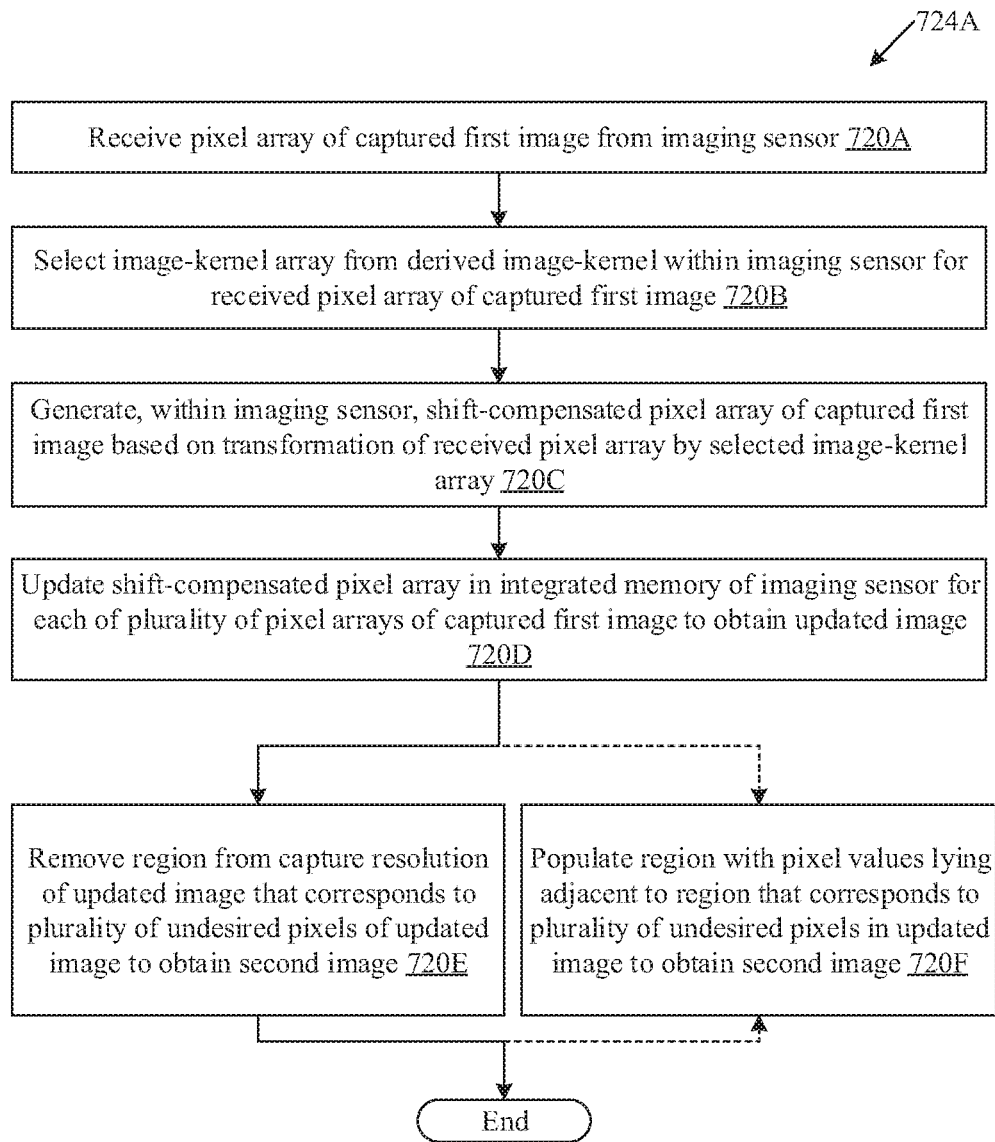 724A
Receive pixel array of captured first image from imaging sensor 720A
Select image-kernel array from derived image-kernel within imaging sensor for
received pixel array of captured first image 720B
Generate, within imaging sensor, shift-compensated pixel array of captured first
image based on transformation of received pixel array by selected image-kernel
array 720C
Update shift-compensated pixel array in integrated memory of imaging sensor for
each of plurality of pixel arrays of captured first image to obtain updated image
720D
Remove region from capture resolution
of updated image that corresponds to
plurality of undesired pixels of updated
image to obtain second image 720E
Populate region with pixel values lying
adjacent to region that corresponds to
plurality of undesired pixels in updated
image to obtain second image 720F
End